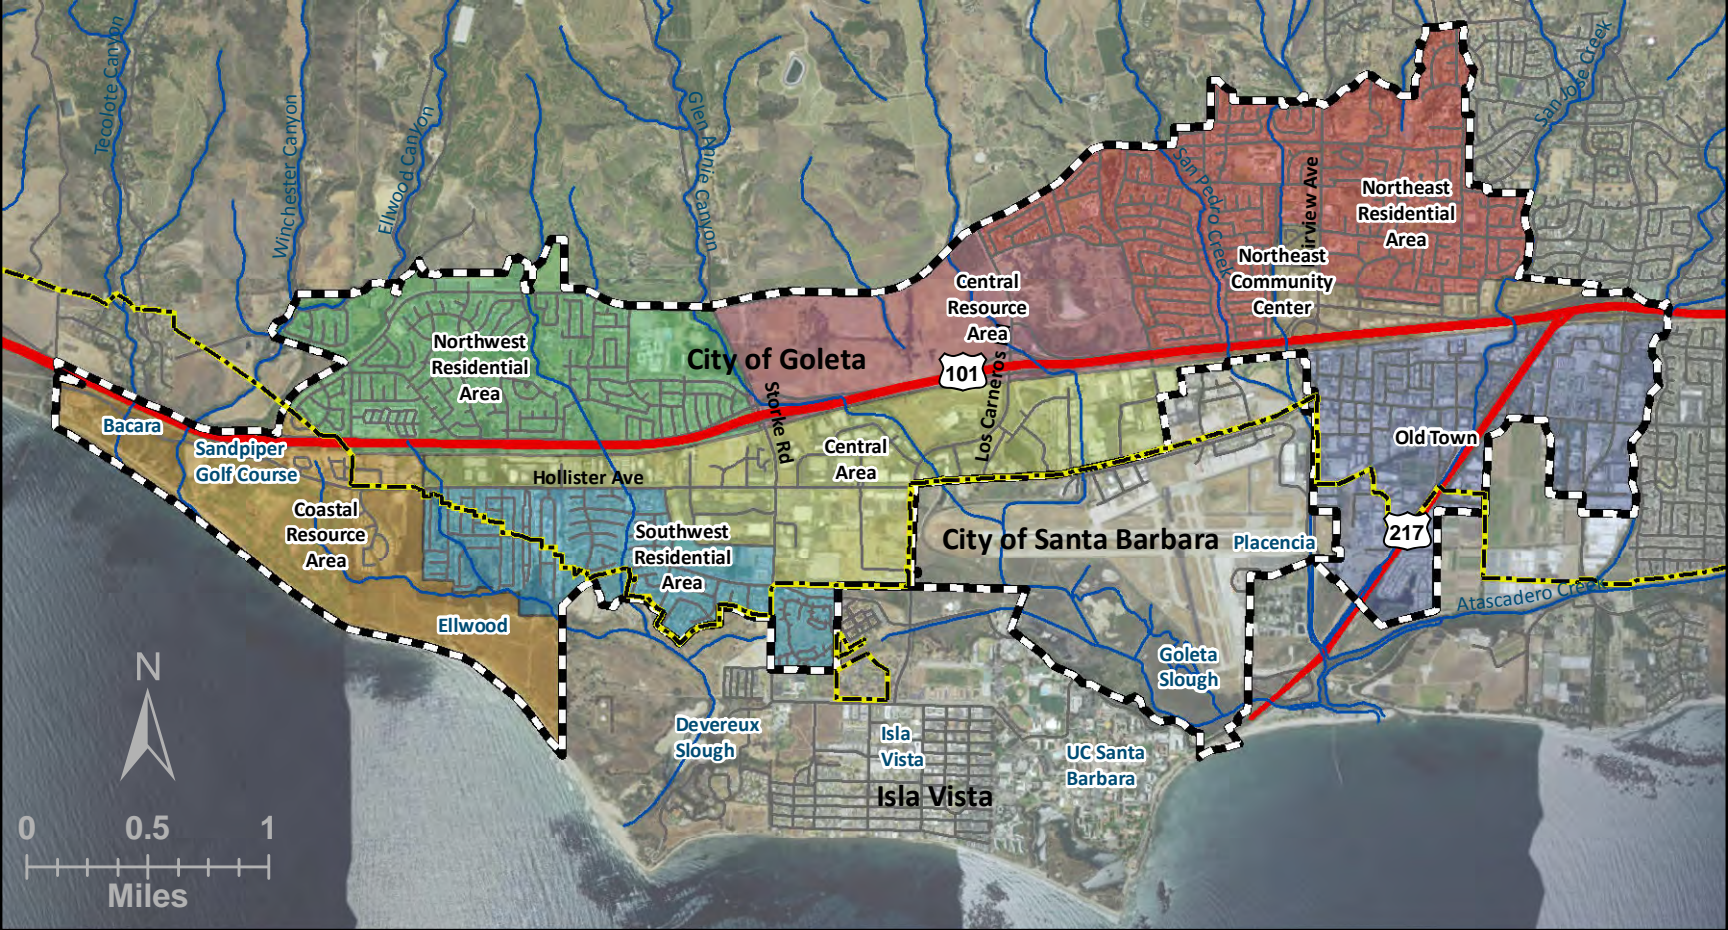 Tecolote Canyon
Winchester Canyon
Ellwood Canyon
Glen Annie Canyon
San Pedro Creek
San Jose Creek
irview Ave
Northeast
Residential
Area
Northeast
Community
Center
Central
Resource
Area
Northwest
Residential
Area
City of Goleta
101
Los Carneros
Storke Rd
Bacara
Sandpiper
Golf Course
Hollister Ave
Central
Area
Old Town
Coastal
Resource
Area
Southwest
Residential
Area
City of Santa Barbara
Placencia
217
Atascadero Creek
Ellwood
Goleta
Slough
Devereux
Slough
Isla
Vista
UC Santa
Barbara
Isla Vista
N
0 0.5 1
Miles